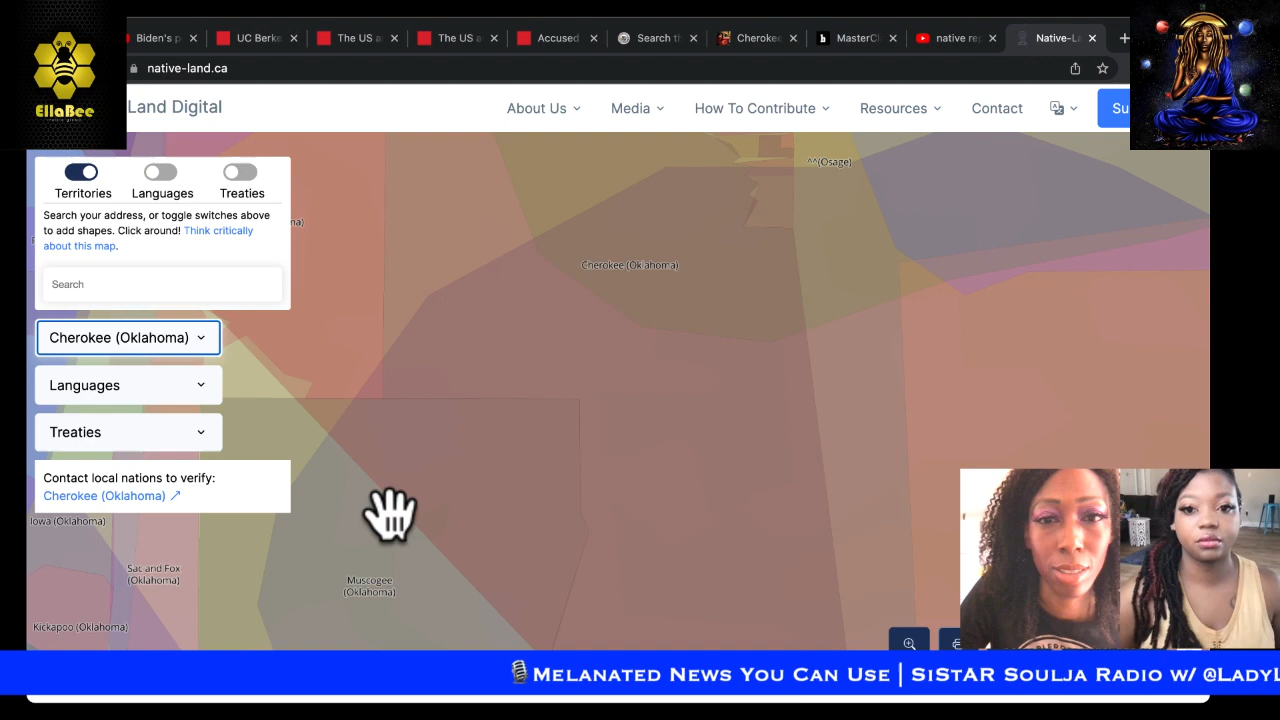 Biden's p
UC Berke
The US a
The US a
Accused
Search th
Cherokee
MasterCl
native re
Native-La
native-land.ca
EllaBee
Land Digital
About Us
Media
How To Contribute
Resources
Contact
Su
Territories
Languages
Treaties
Search your address, or toggle switches above
to add shapes. Click around! Think critically
about this map.
Search
Cherokee (Oklahoma)
Languages
Treaties
Contact local nations to verify:
Cherokee (Oklahoma)
na)
^^(Osage)
Cherokee (Oklahoma)
Iowa (Oklahoma)
Sac and Fox
(Oklahoma)
Muscogee
(Oklahoma)
Kickapoo (Oklahoma)
Melanated News You Can Use | SiSTAR Soulja Radio w/ @LadyL